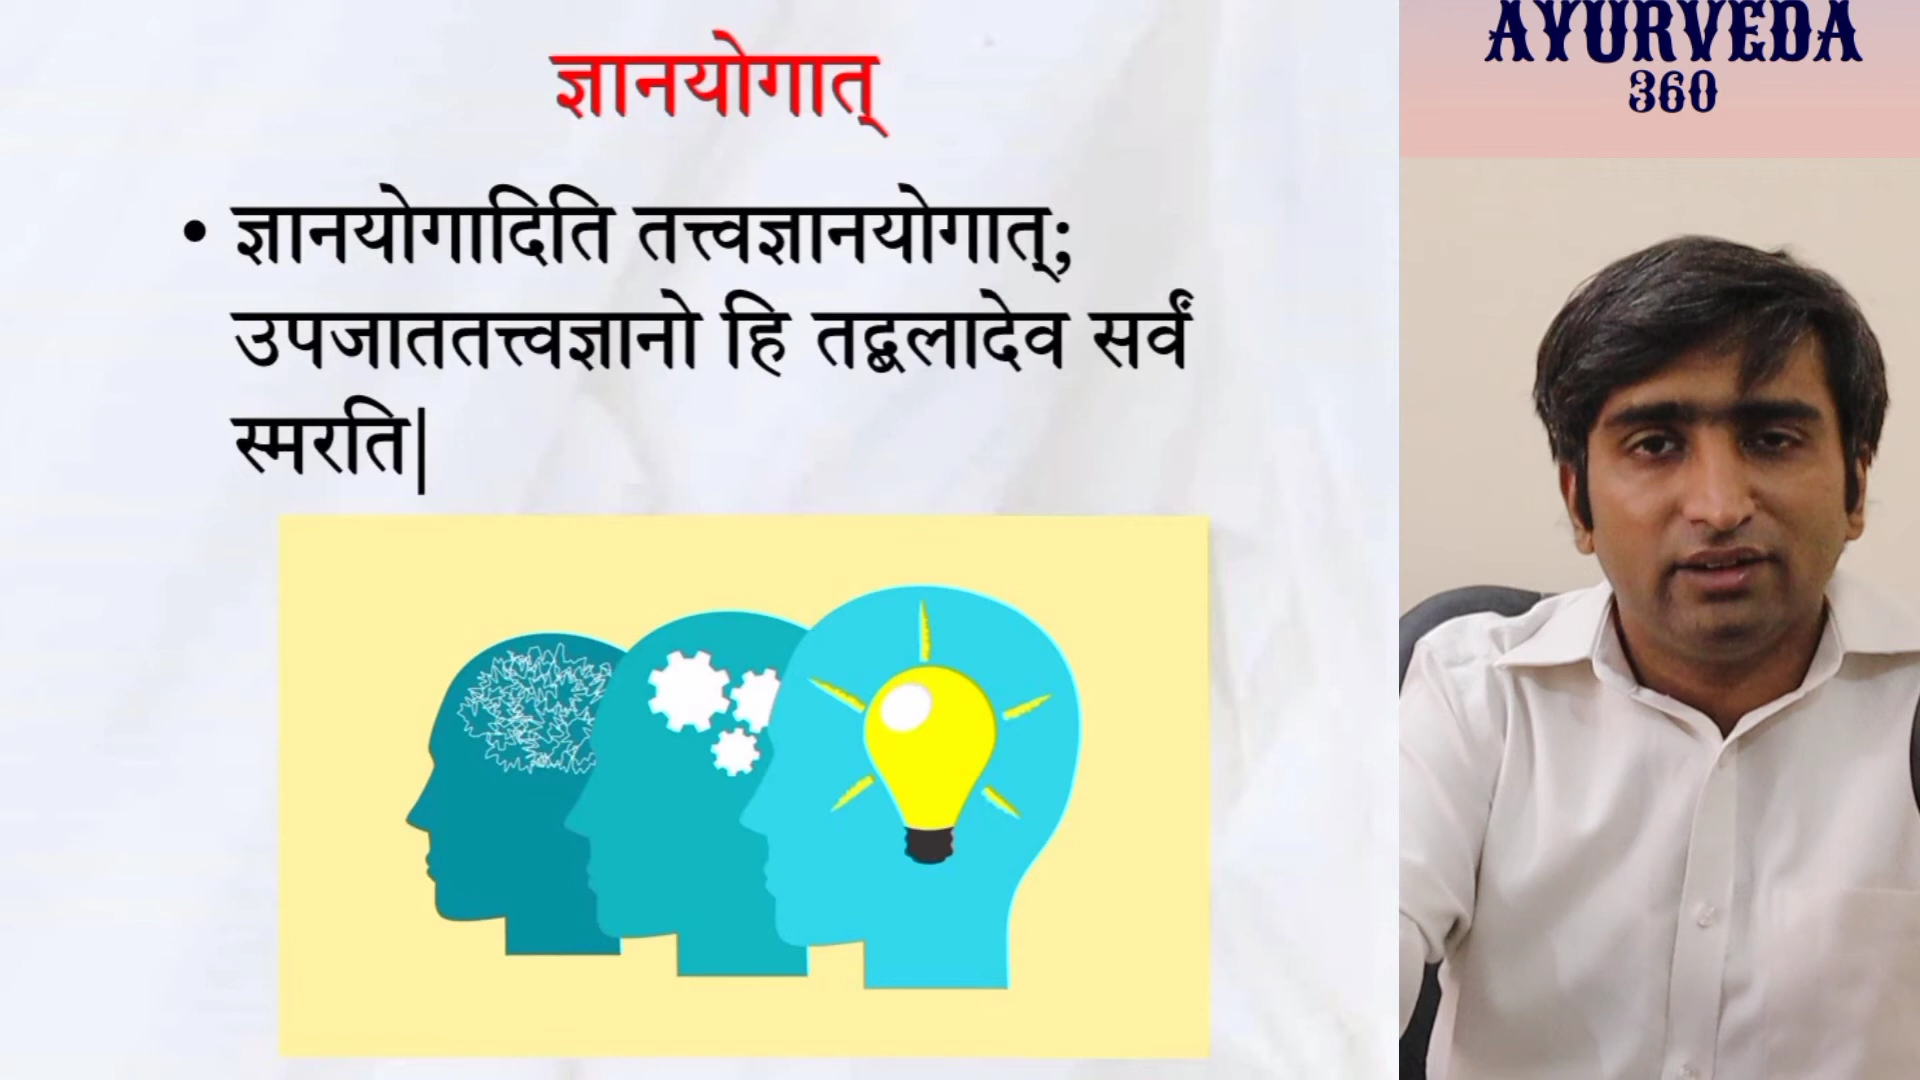 ज्ञानयोगात्
• ज्ञानयोगादिति तत्त्वज्ञानयोगात्;
उपजाततत्त्वज्ञानो हि तद्बलादेव सर्वं
स्मरति|
AYURVEDA
360